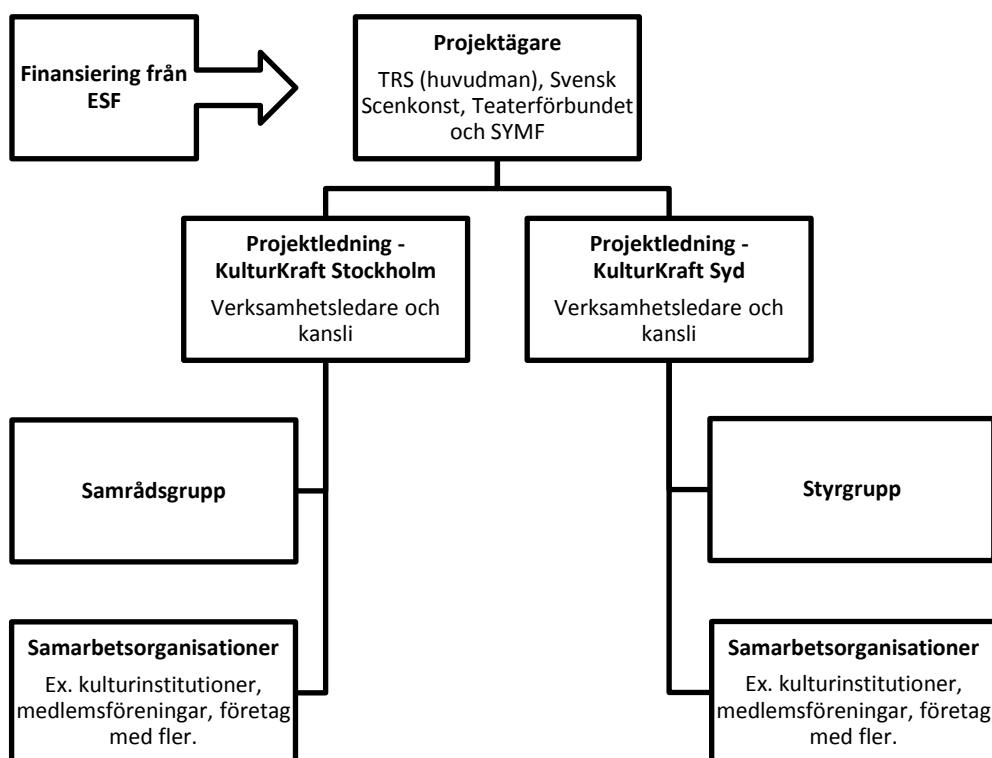 Finansiering från
ESF
Projektägare
TRS (huvudman), Svensk
Scenkonst, Teaterförbundet
och SYMF
Projektledning -
KulturKraft Stockholm
Verksamhetsledare och
kansli
Projektledning -
KulturKraft Syd
Verksamhetsledare och
kansli
Samrådsgrupp
Styrgrupp
Samarbetsorganisationer
Ex. kulturinstitutioner,
medlemsföreningar, företag
med fler.
Samarbetsorganisationer
Ex. kulturinstitutioner,
medlemsföreningar, företag
med fler.